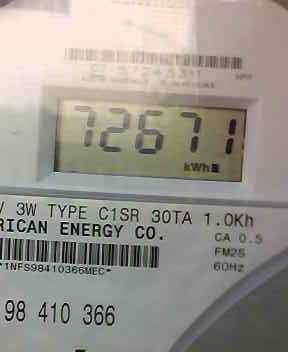 72671
kWh
V 3W TYPE C1SR 30TA 1.0Kh
RICAN ENERGY CO.
CA 0.5
FM2S
60Hz
*1NFS98410366MEC*
98 410 366